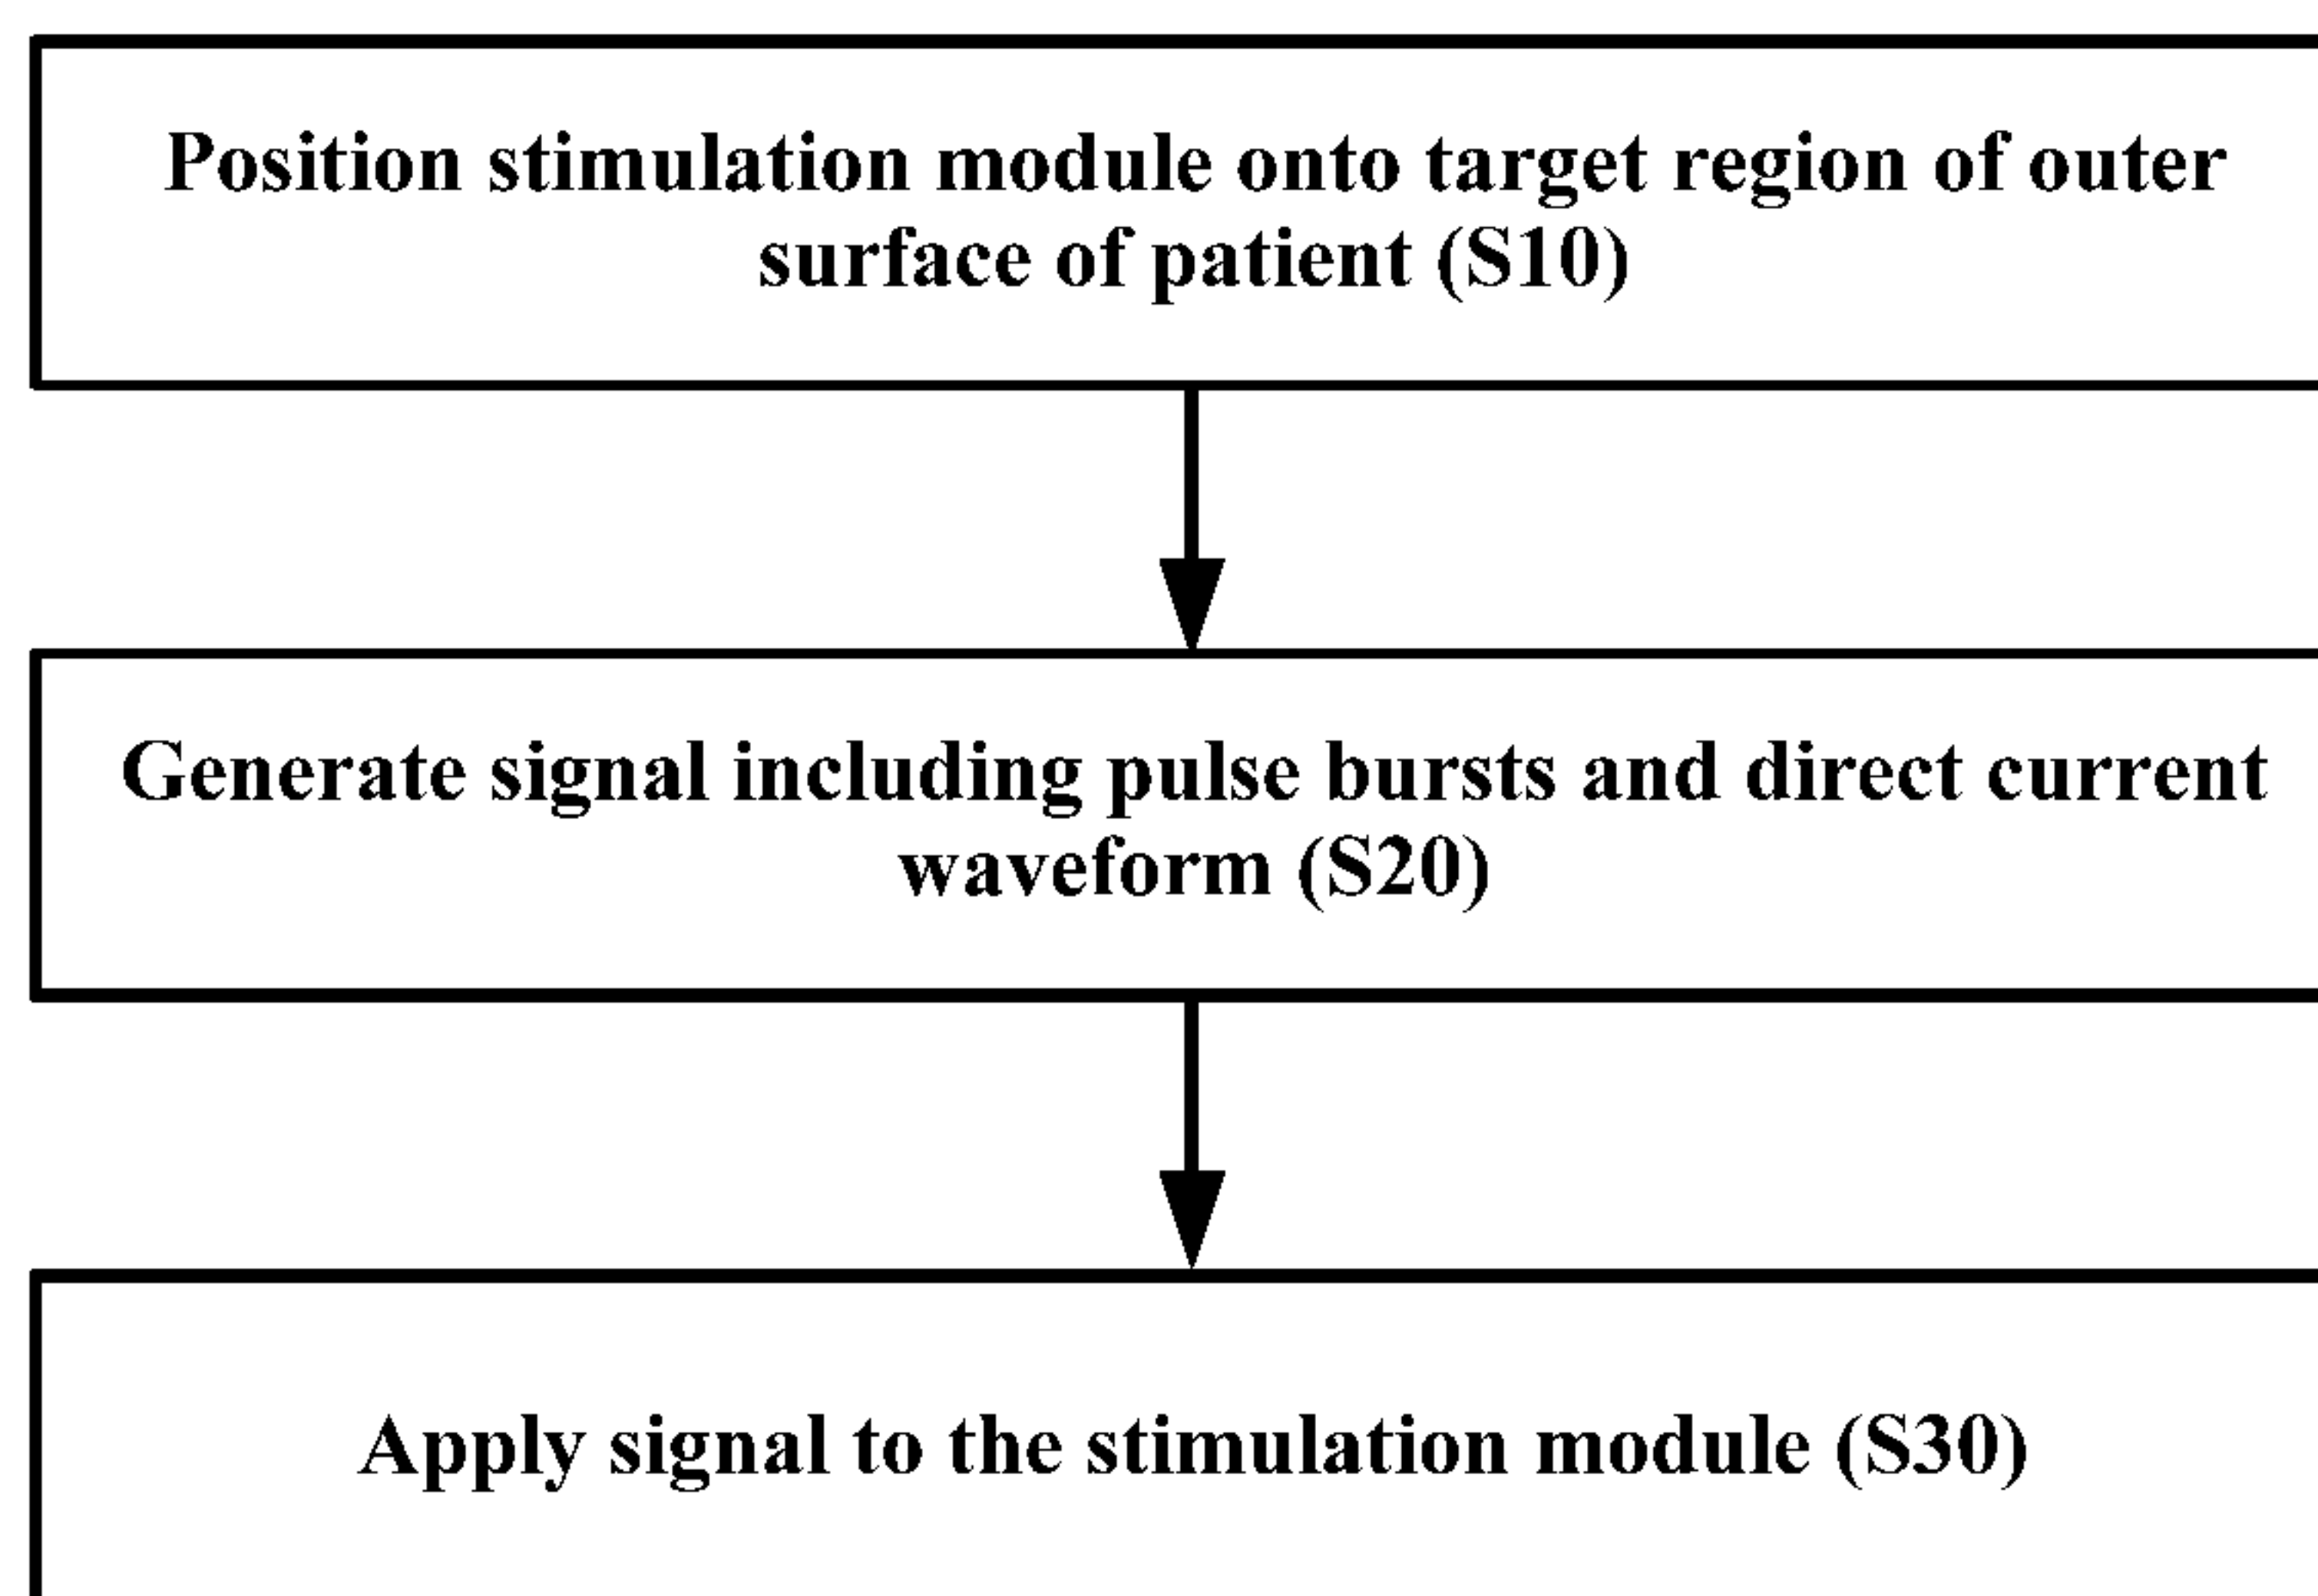 Position stimulation module onto target region of outer
surface of patient (S10)
Generate signal including pulse bursts and direct current
waveform (S20)
Apply signal to the stimulation module (S30)